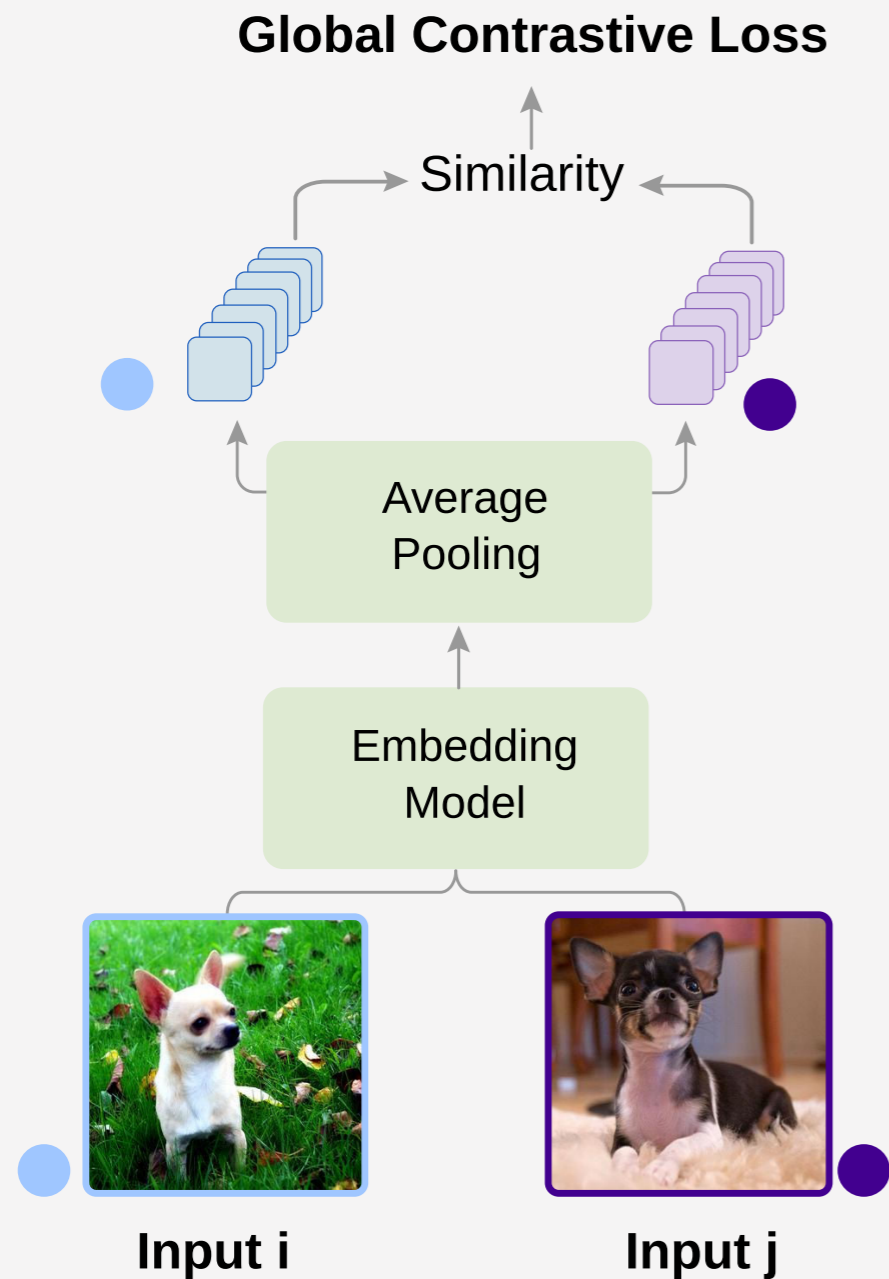 Global Contrastive Loss
Similarity
Average
Pooling
Embedding
Model
Input i
Input j